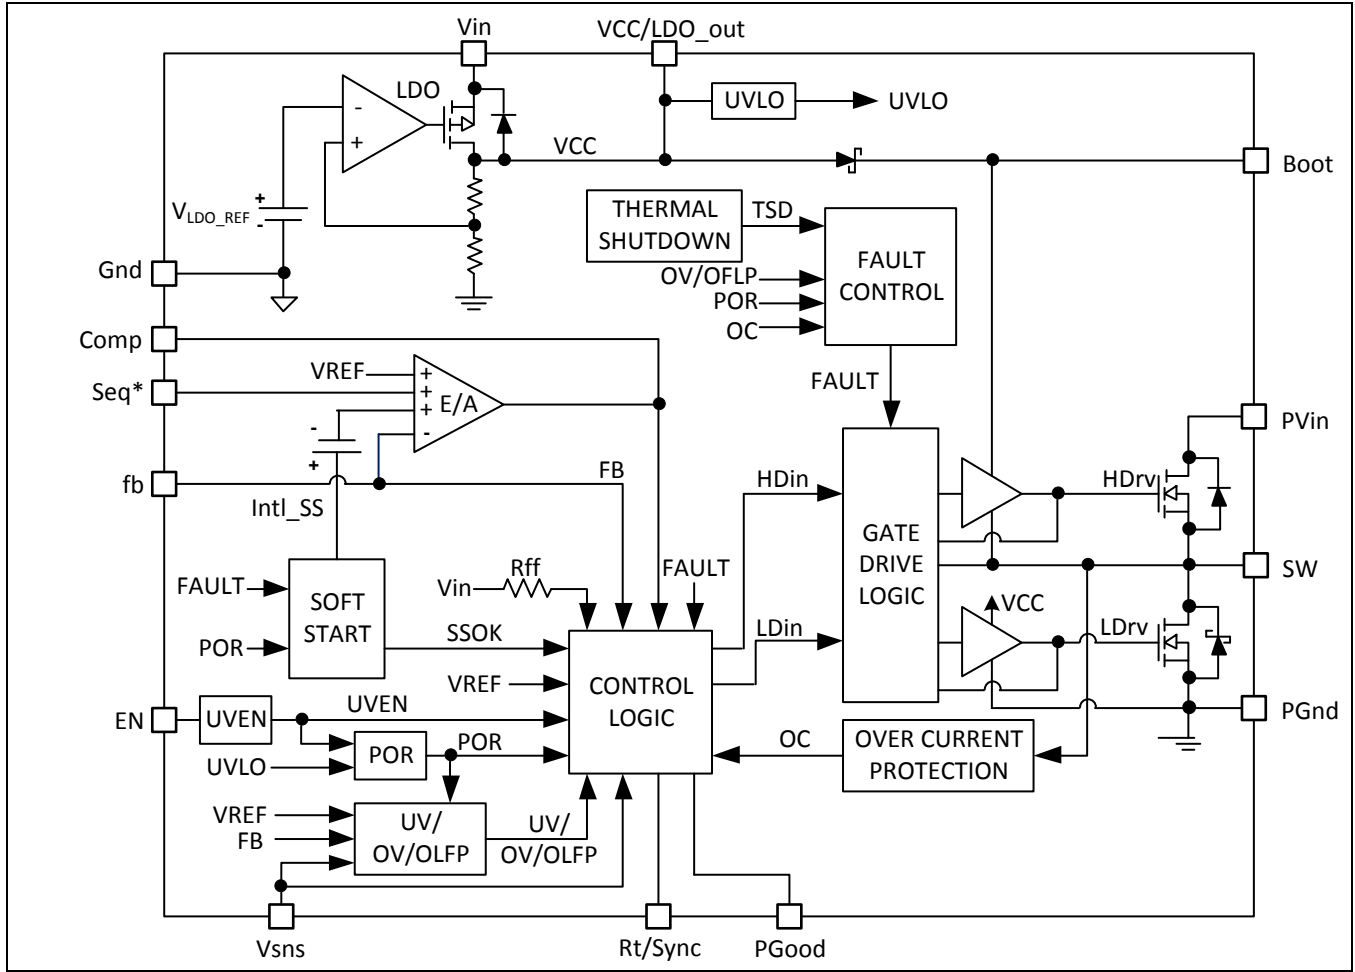 Vin
VCC/LDO_out
LDO
-
+
UVLO
UVLO
VCC
Boot
VLDO_REF
+
-
THERMAL
SHUTDOWN
TSD
FAULT
CONTROL
OV/OFLP
POR
OC
Gnd
Comp
Seq*
VREF
+
+
+
-
E/A
-
+
FAULT
PVin
fb
FB
Intl_SS
HDin
HDrv
GATE
DRIVE
LOGIC
SW
FAULT
POR
SOFT
START
Vin
Rff
FAULT
SSOK
VREF
LDin
VCC
LDrv
CONTROL
LOGIC
EN
UVEN
UVEN
UVLO
POR
POR
OC
OVER CURRENT
PROTECTION
PGnd
VREF
FB
UV/
OV/OLFP
UV/
OV/OLFP
Vsns
Rt/Sync
PGood